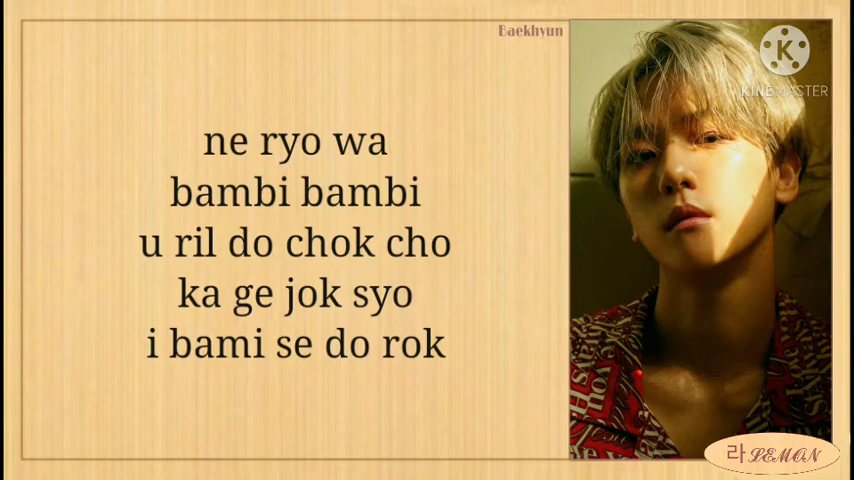 Baekhyun
KINEMASTER
ne ryo wa
bambi bambi
u ril do chok cho
ka ge jok syo
i bami se do rok
라 LEMON